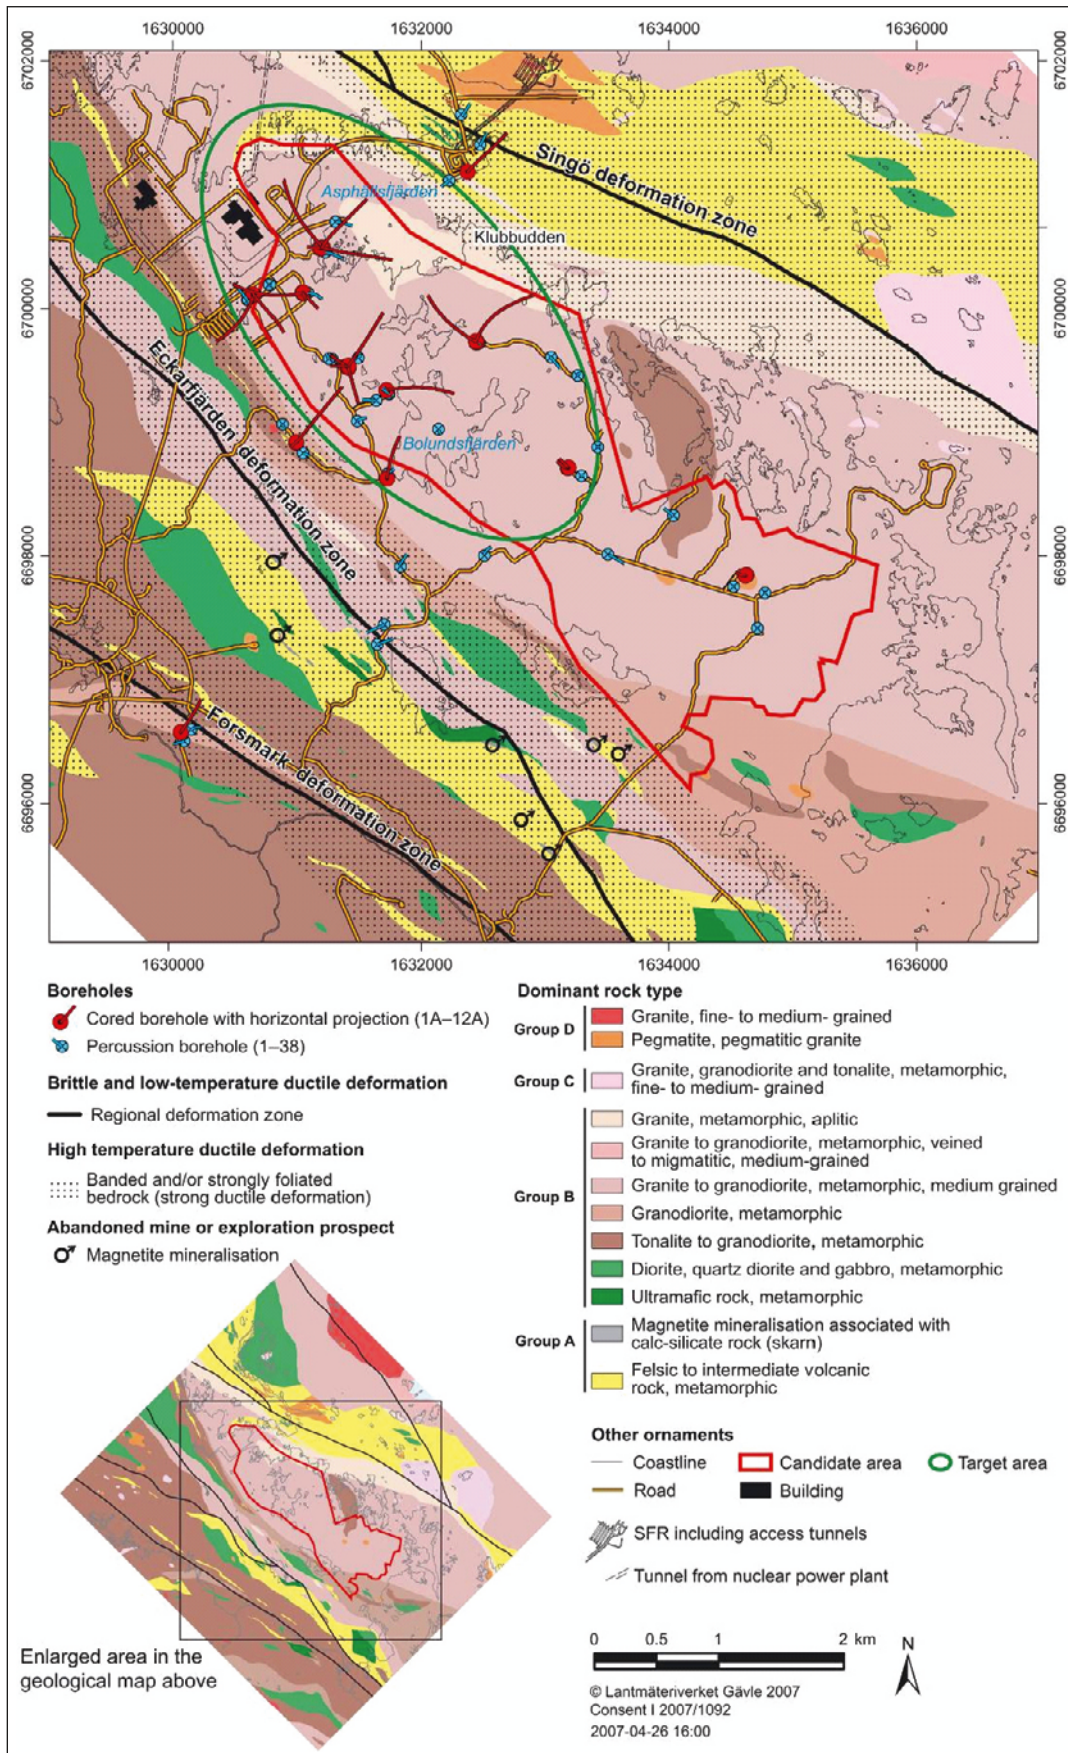 1630000 1632000 1634000 1636000
6702000 6702000
Singö deformation zone
Asphällsfjärden
Klubbudden
6700000 6700000
Eckarfjärden deformation zone
Bolundsfjärden
6698000 6698000
Forsmark deformation zone
6696000 6696000
1630000 1632000 1634000 1636000
Boreholes
Cored borehole with horizontal projection (1A–12A)
Percussion borehole (1–38)
Brittle and low-temperature ductile deformation
Regional deformation zone
High temperature ductile deformation
Banded and/or strongly foliated
bedrock (strong ductile deformation)
Abandoned mine or exploration prospect
Magnetite mineralisation
Dominant rock type
Group D
Granite, fine- to medium- grained
Pegmatite, pegmatitic granite
Group C
Granite, granodiorite and tonalite, metamorphic,
fine- to medium- grained
Group B
Granite, metamorphic, aplitic
Granite to granodiorite, metamorphic, veined
to migmatitic, medium-grained
Granite to granodiorite, metamorphic, medium grained
Granodiorite, metamorphic
Tonalite to granodiorite, metamorphic
Diorite, quartz diorite and gabbro, metamorphic
Ultramafic rock, metamorphic
Group A
Magnetite mineralisation associated with
calc-silicate rock (skarn)
Felsic to intermediate volcanic
rock, metamorphic
Other ornaments
Coastline Candidate area Target area
Road Building
SFR including access tunnels
Tunnel from nuclear power plant
Enlarged area in the
geological map above
0 0.5 1 2 km
N
© Lantmäteriverket Gävle 2007
Consent I 2007/1092
2007-04-26 16:00